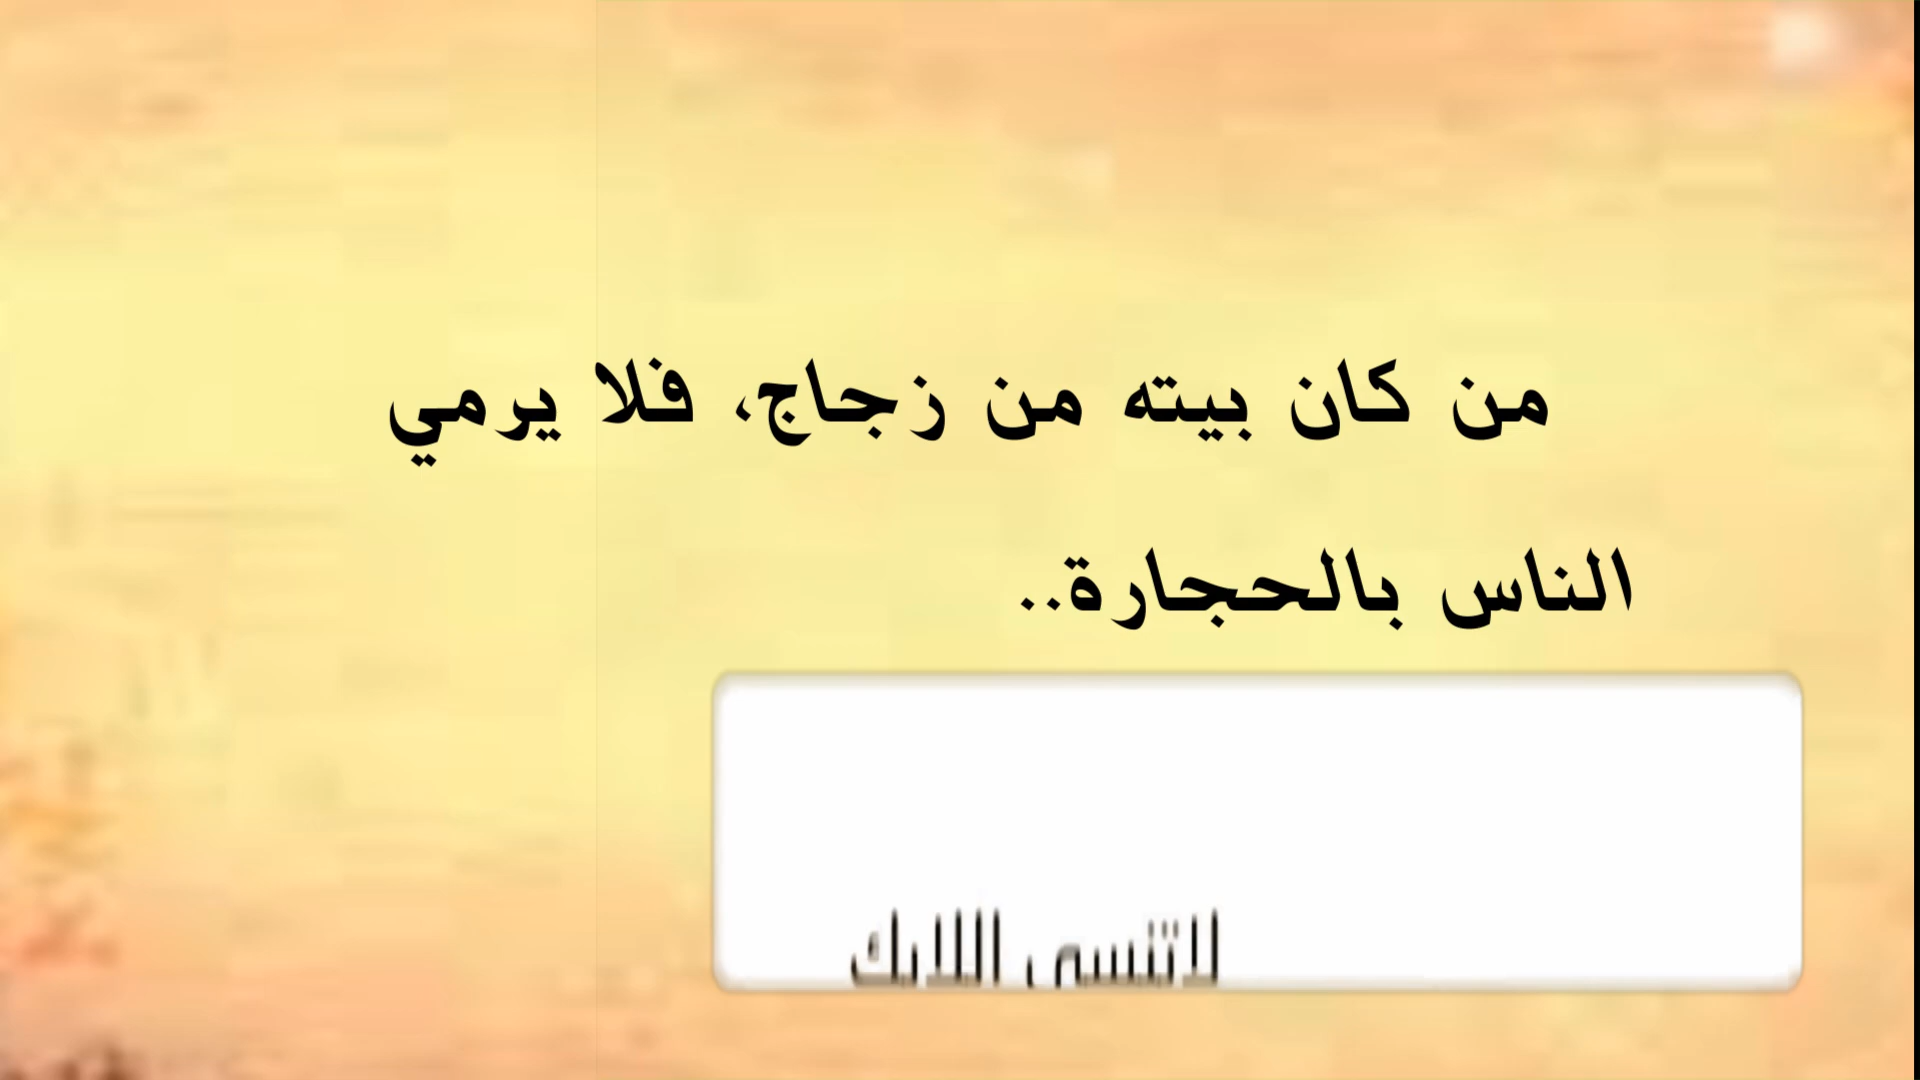 من كان بيته من زجاج، فلا يرمي
الناس بالحجارة..
لاتنسى اللايك